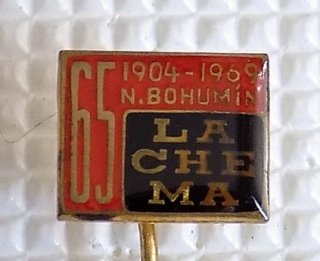 65
1904-1969
N. BOHUMÍN
LA
CHE
MA